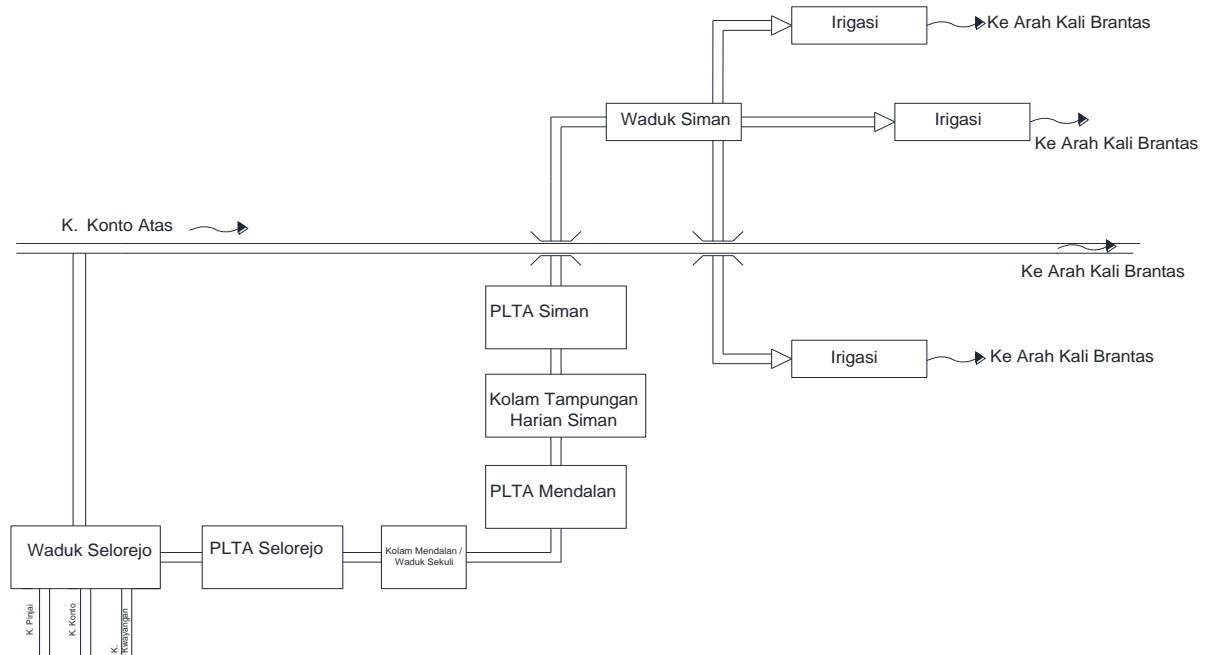 Irigasi
Ke Arah Kali Brantas
Waduk Siman
Irigasi
Ke Arah Kali Brantas
K. Konto Atas
Ke Arah Kali Brantas
PLTA Siman
Irigasi
Ke Arah Kali Brantas
Kolam Tampungan
Harian Siman
PLTA Mendalan
Waduk Selorejo
PLTA Selorejo
Kolam Mendalan /
Waduk Sekuli
K. Pinjai
K. Konto
K.
Kwayangan